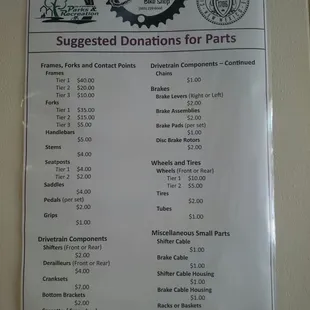 Parks &
Recreation
Bike Shop
Suggested Donations for Parts
Frames, Forks and Contact Points
Frames
Tier 1 $40.00
Tier 2 $20.00
Tier 3 $10.00
Forks
Tier 1 $35.00
Tier 2 $15.00
Tier 3 $5.00
Handlebars
$5.00
Stems
$4.00
Seatposts
Tier 1 $4.00
Tier 2 $2.00
Saddles
$4.00
Pedals (per set)
$2.00
Grips
$1.00
Drivetrain Components
Shifters (Front or Rear)
$2.00
Derailleurs (Front or Rear)
$4.00
Cranksets
$7.00
Bottom Brackets
$2.00
Drivetrain Components – Continued
Chains
$1.00
Brakes
Brake Levers (Right or Left)
$2.00
Brake Assemblies
$2.00
Brake Pads (per set)
$1.00
Disc Brake Rotors
$2.00
Wheels and Tires
Wheels (Front or Rear)
Tier 1 $10.00
Tier 2 $5.00
Tires
$2.00
Tubes
$1.00
Miscellaneous Small Parts
Shifter Cable
$1.00
Brake Cable
$1.00
Shifter Cable Housing
$1.00
Brake Cable Housing
$1.00
Racks or Baskets